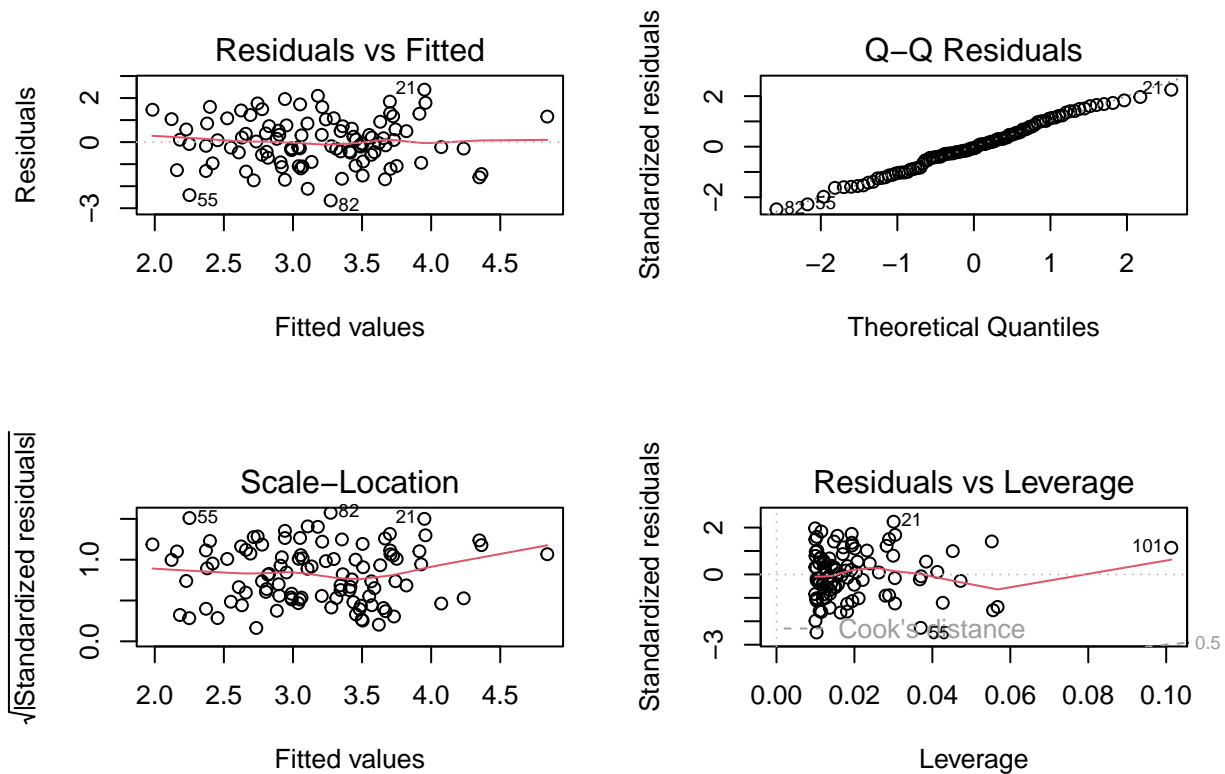 Residuals vs Fitted
Residuals
2
0
−3
21
55
82
2.0 2.5 3.0 3.5 4.0 4.5
Fitted values
Q−Q Residuals
Standardized residuals
2
0
−2
21
82
55
−2 −1 0 1 2
Theoretical Quantiles
Scale−Location
√|Standardized residuals|
1.0
0.0
55
82
21
2.0 2.5 3.0 3.5 4.0 4.5
Fitted values
Residuals vs Leverage
Standardized residuals
2
0
−3
21
101
55
Cook's distance
0.5
0.00 0.02 0.04 0.06 0.08 0.10
Leverage